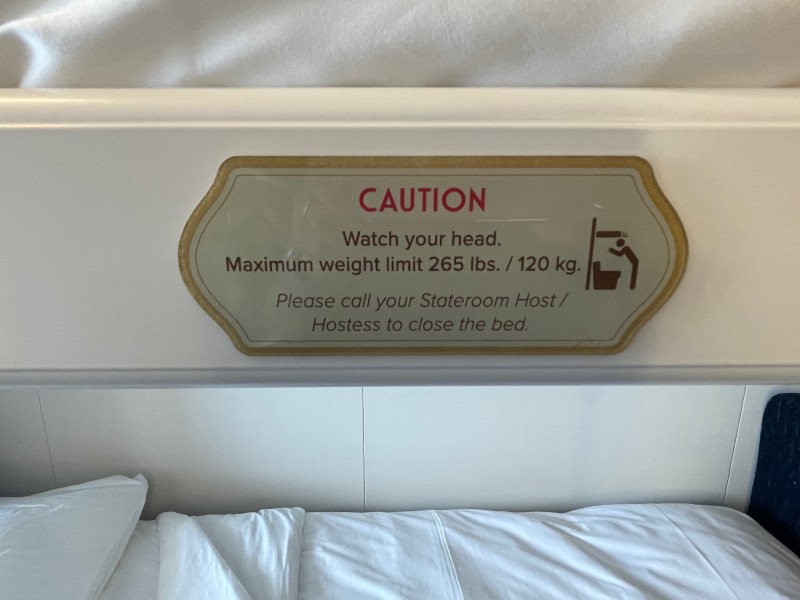 CAUTION
Watch your head.
Maximum weight limit 265 lbs. / 120 kg.
Please call your Stateroom Host /
Hostess to close the bed.